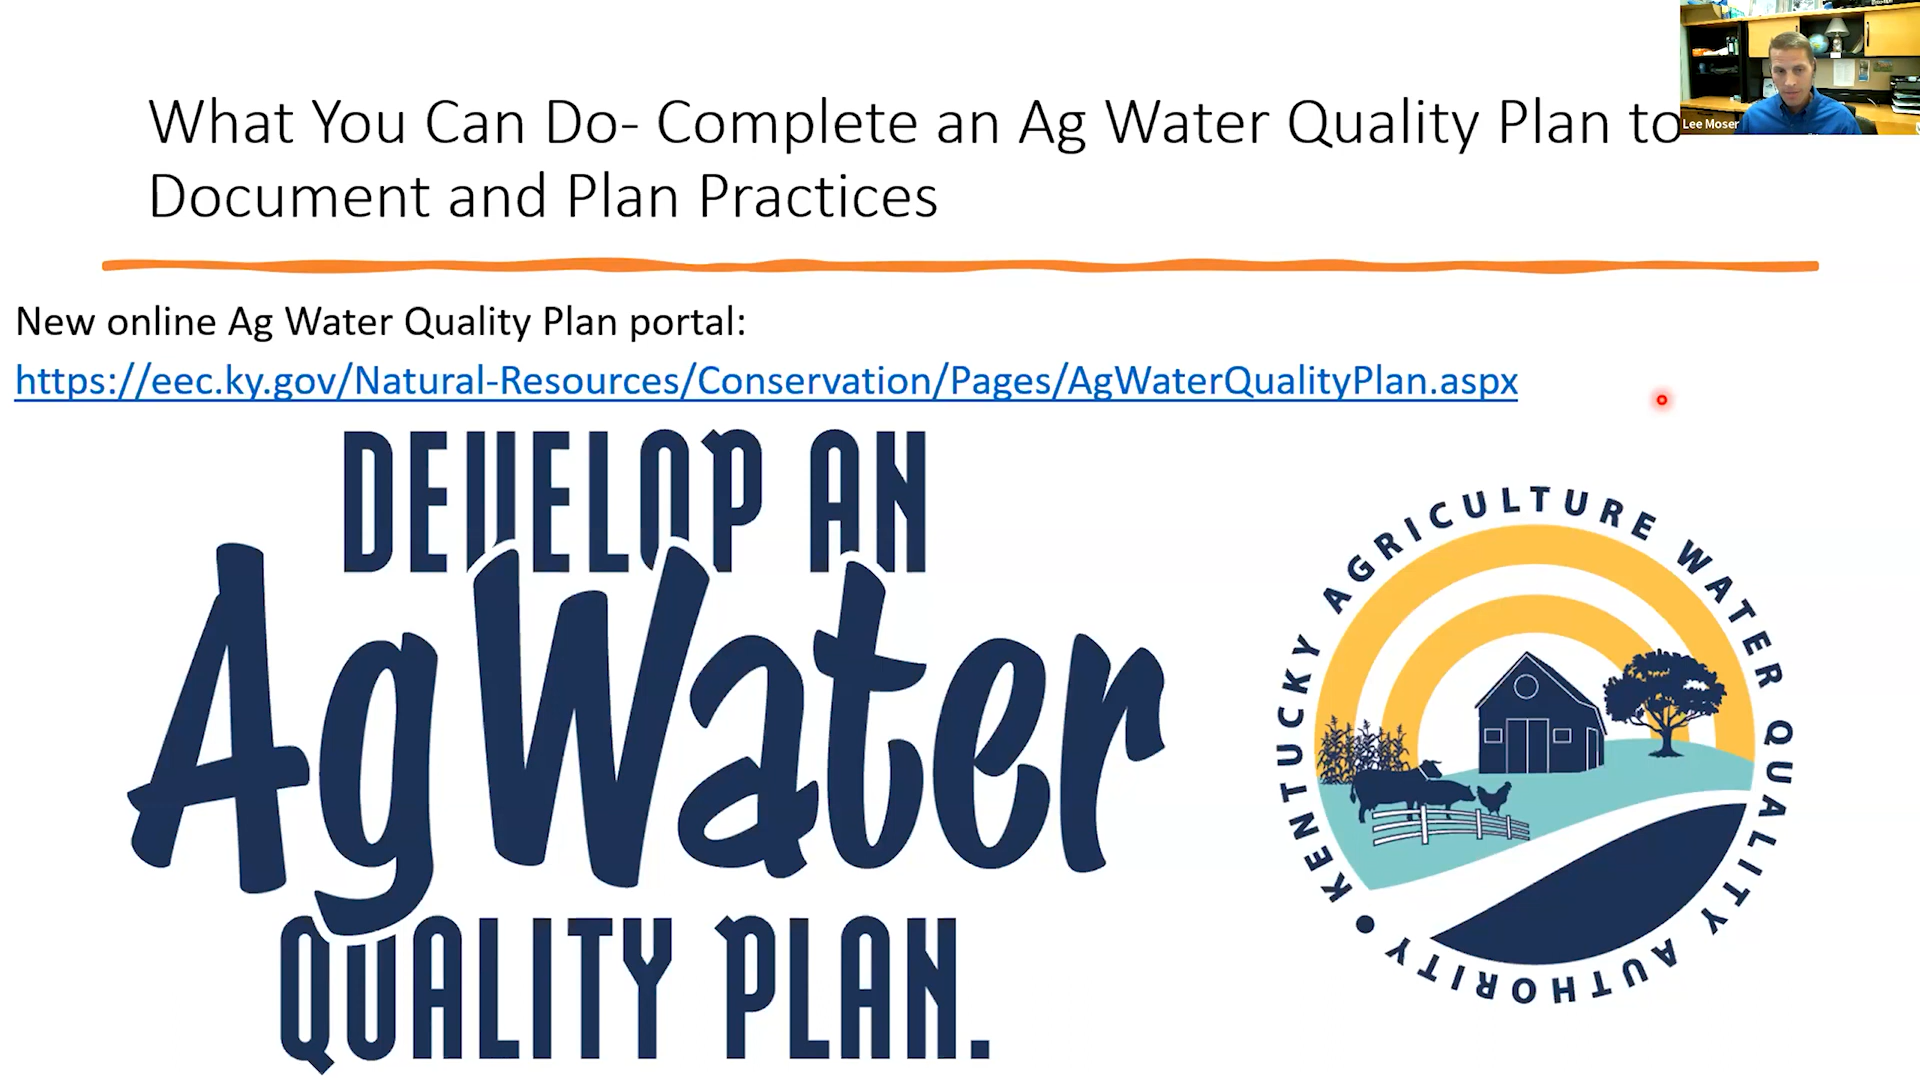 What You Can Do- Complete an Ag Water Quality Plan to
Document and Plan Practices
Lee Moser
New online Ag Water Quality Plan portal:
https://eec.ky.gov/Natural-Resources/Conservation/Pages/AgWaterQualityPlan.aspx
DEVELOP AN
Ag Water
QUALITY PLAN.
KENTUCKY AGRICULTURE WATER QUALITY AUTHORITY •